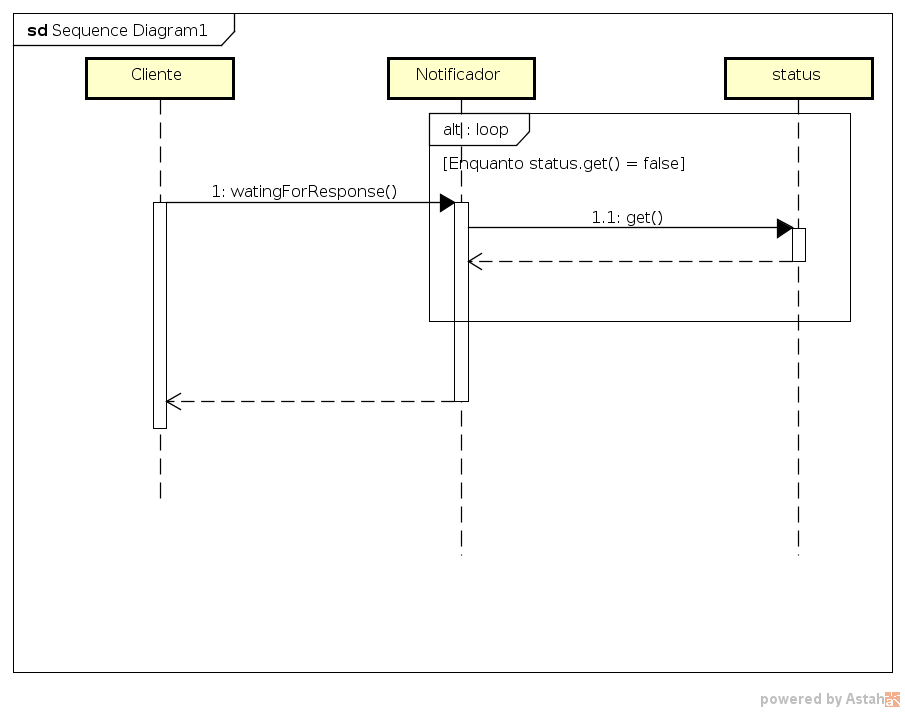 sd Sequence Diagram1
Cliente
Notificador
status
alt : loop
[Enquanto status.get() = false]
1: watingForResponse()
1.1: get()
powered by Astah